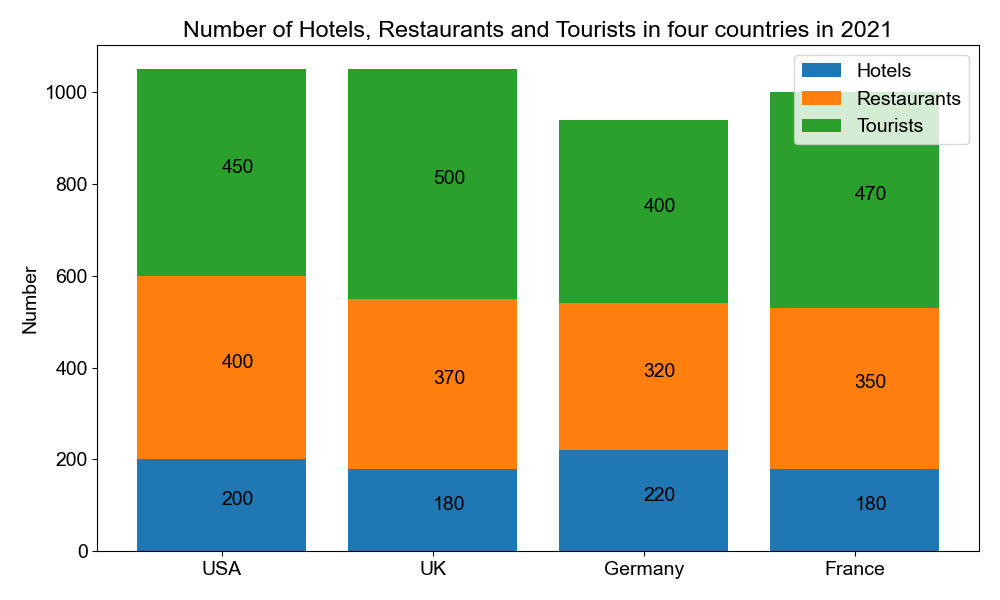 Number of Hotels, Restaurants and Tourists in four countries in 2021
Hotels
Restaurants
Tourists
Number
1000
800
600
400
200
0
450
500
400
470
400
370
320
350
200
180
220
180
USA
UK
Germany
France